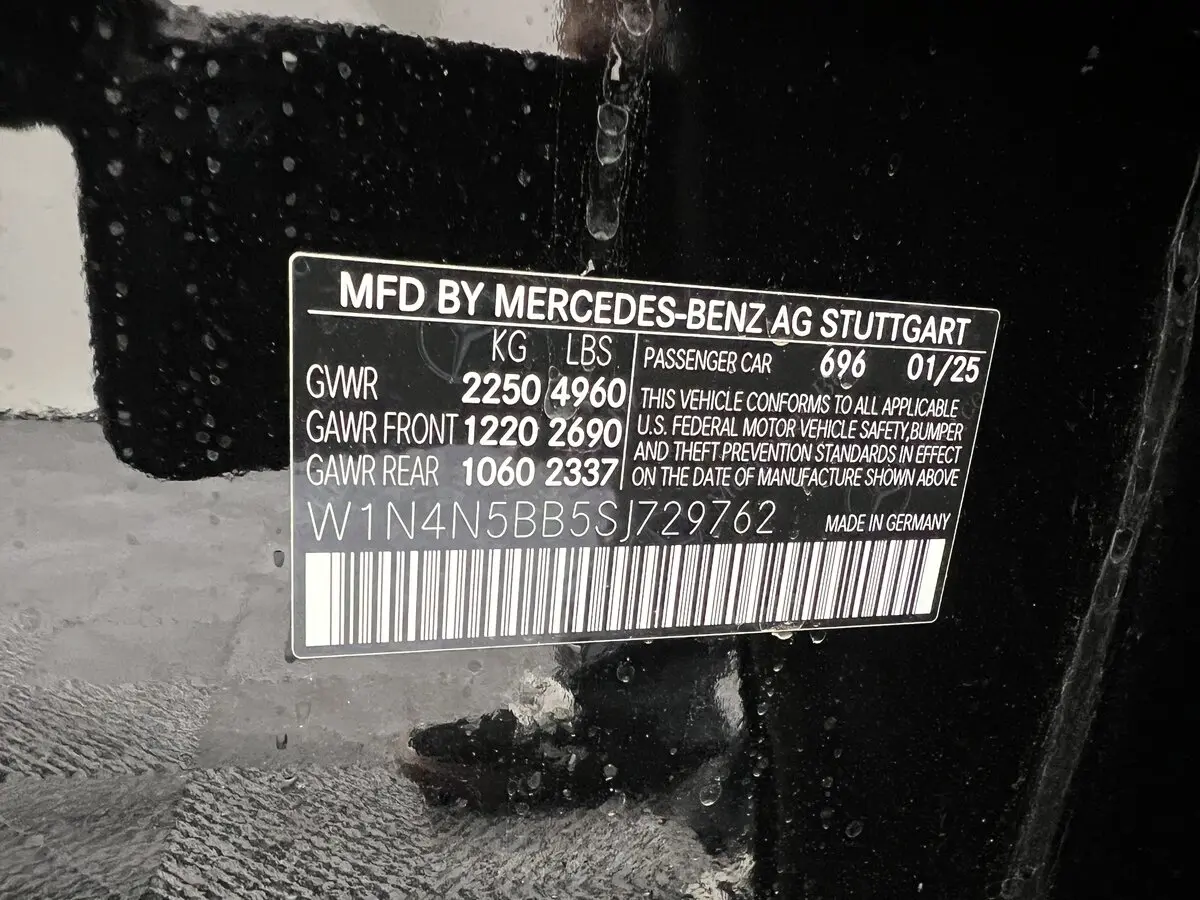 MFD BY MERCEDES-BENZ AG STUTTGART
KG LBS
GVWR 2250 4960
GAWR FRONT 1220 2690
GAWR REAR 1060 2337
PASSENGER CAR 696 01/25
THIS VEHICLE CONFORMS TO ALL APPLICABLE
U.S. FEDERAL MOTOR VEHICLE SAFETY,BUMPER
AND THEFT PREVENTION STANDARDS IN EFFECT
ON THE DATE OF MANUFACTURE SHOWN ABOVE
W1N4N5BB5SJ729762 MADE IN GERMANY